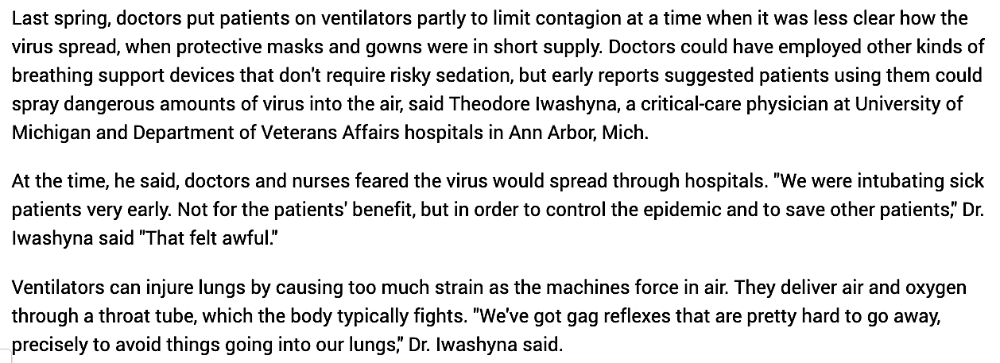 Last spring, doctors put patients on ventilators partly to limit contagion at a time when it was less clear how the
virus spread, when protective masks and gowns were in short supply. Doctors could have employed other kinds of
breathing support devices that don't require risky sedation, but early reports suggested patients using them could
spray dangerous amounts of virus into the air, said Theodore Iwashyna, a critical-care physician at University of
Michigan and Department of Veterans Affairs hospitals in Ann Arbor, Mich.
At the time, he said, doctors and nurses feared the virus would spread through hospitals. "We were intubating sick
patients very early. Not for the patients' benefit, but in order to control the epidemic and to save other patients," Dr.
Iwashyna said "That felt awful."
Ventilators can injure lungs by causing too much strain as the machines force in air. They deliver air and oxygen
through a throat tube, which the body typically fights. "We've got gag reflexes that are pretty hard to go away,
precisely to avoid things going into our lungs," Dr. Iwashyna said.